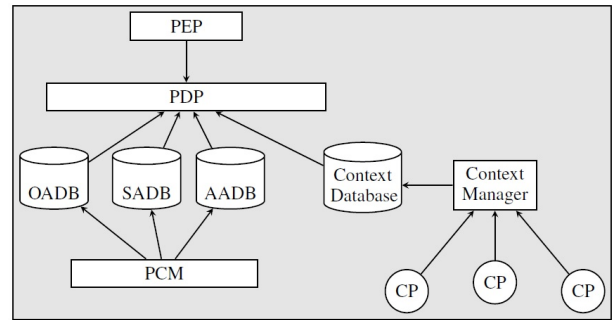 PEP
PDP
OADB
SADB
AADB
Context
Database
Context
Manager
PCM
CP
CP
CP